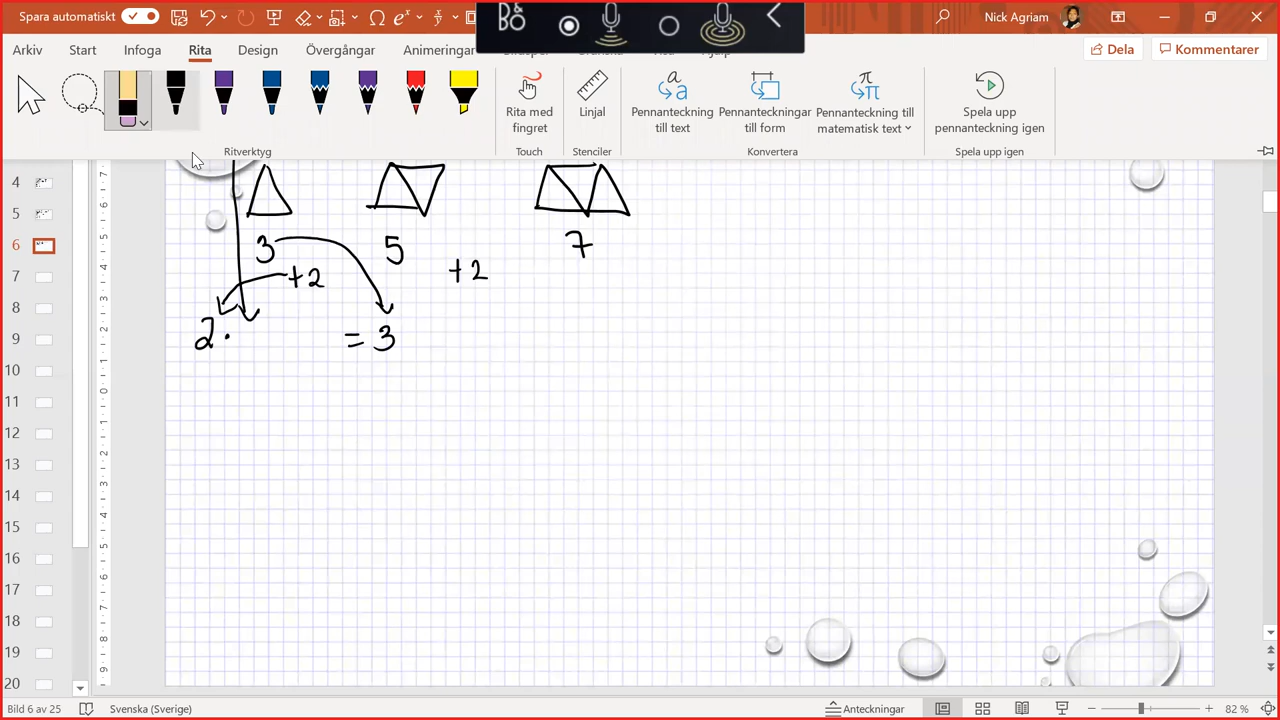 Spara automatiskt
Nick Agriam
Arkiv Start Infoga Rita Design Övergångar Animeringar
Dela Kommentarer
Rita med fingret
Linjal
Pennanteckning till text
Pennanteckningar till form
Pennanteckning till matematisk text
Spela upp pennanteckning igen
Ritverktyg Touch Stenciler Konvertera Spela upp igen
4
5
6
7
8
9
10
11
12
13
14
15
16
17
18
19
20
3 5 7
+2 +2
2· = 3
Bild 6 av 25 Svenska (Sverige) Anteckningar 82 %